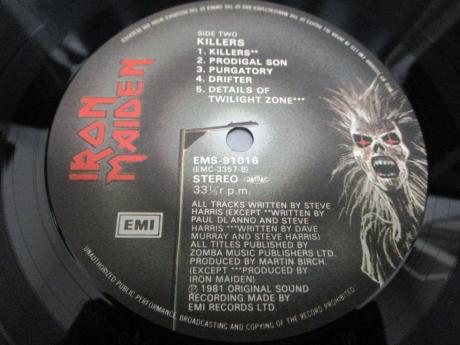 IRON
MAIDEN
SIDE TWO
KILLERS
1. KILLERS**
2. PRODIGAL SON
3. PURGATORY
4. DRIFTER
5. DETAILS OF
TWILIGHT ZONE***
EMS-91016
(EMC-3357-B)
STEREO
33⅓ r.p.m.
EMI
ALL TRACKS WRITTEN BY STEVE
HARRIS (EXCEPT **WRITTEN BY
PAUL DI,ANNO AND STEVE
HARRIS ***WRITTEN BY DAVE
MURRAY AND STEVE HARRIS)
ALL TITLES PUBLISHED BY
ZOMBA MUSIC PUBLISHERS LTD.
PRODUCED BY MARTIN BIRCH.
(EXCEPT ***PRODUCED BY
IRON MAIDEN)
℗ 1981 ORIGINAL SOUND
RECORDING MADE BY
EMI RECORDS LTD.
UNAUTHORIZED PUBLIC PERFORMANCE, BROADCASTING AND COPYING OF THE RECORD PROHIBITED